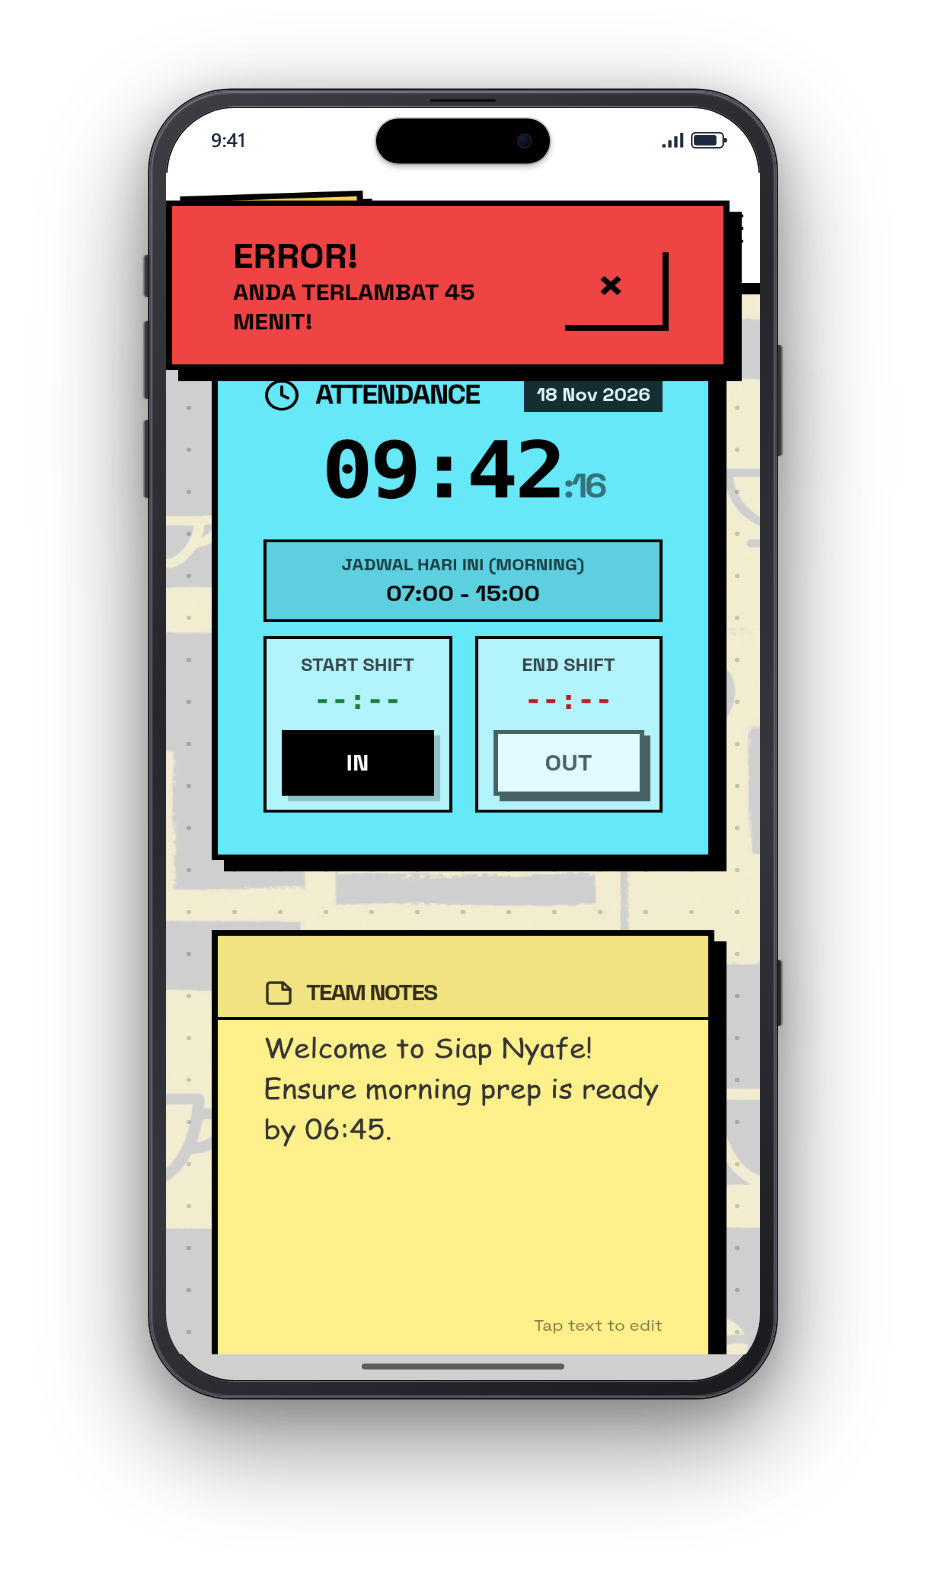 9:41
ERROR!
ANDA TERLAMBAT 45
MENIT!
ATTENDANCE
18 Nov 2026
09:42:16
JADWAL HARI INI (MORNING)
07:00 - 15:00
START SHIFT
--:--
IN
END SHIFT
--:--
OUT
TEAM NOTES
Welcome to Siap Nyafe!
Ensure morning prep is ready
by 06:45.
Tap text to edit